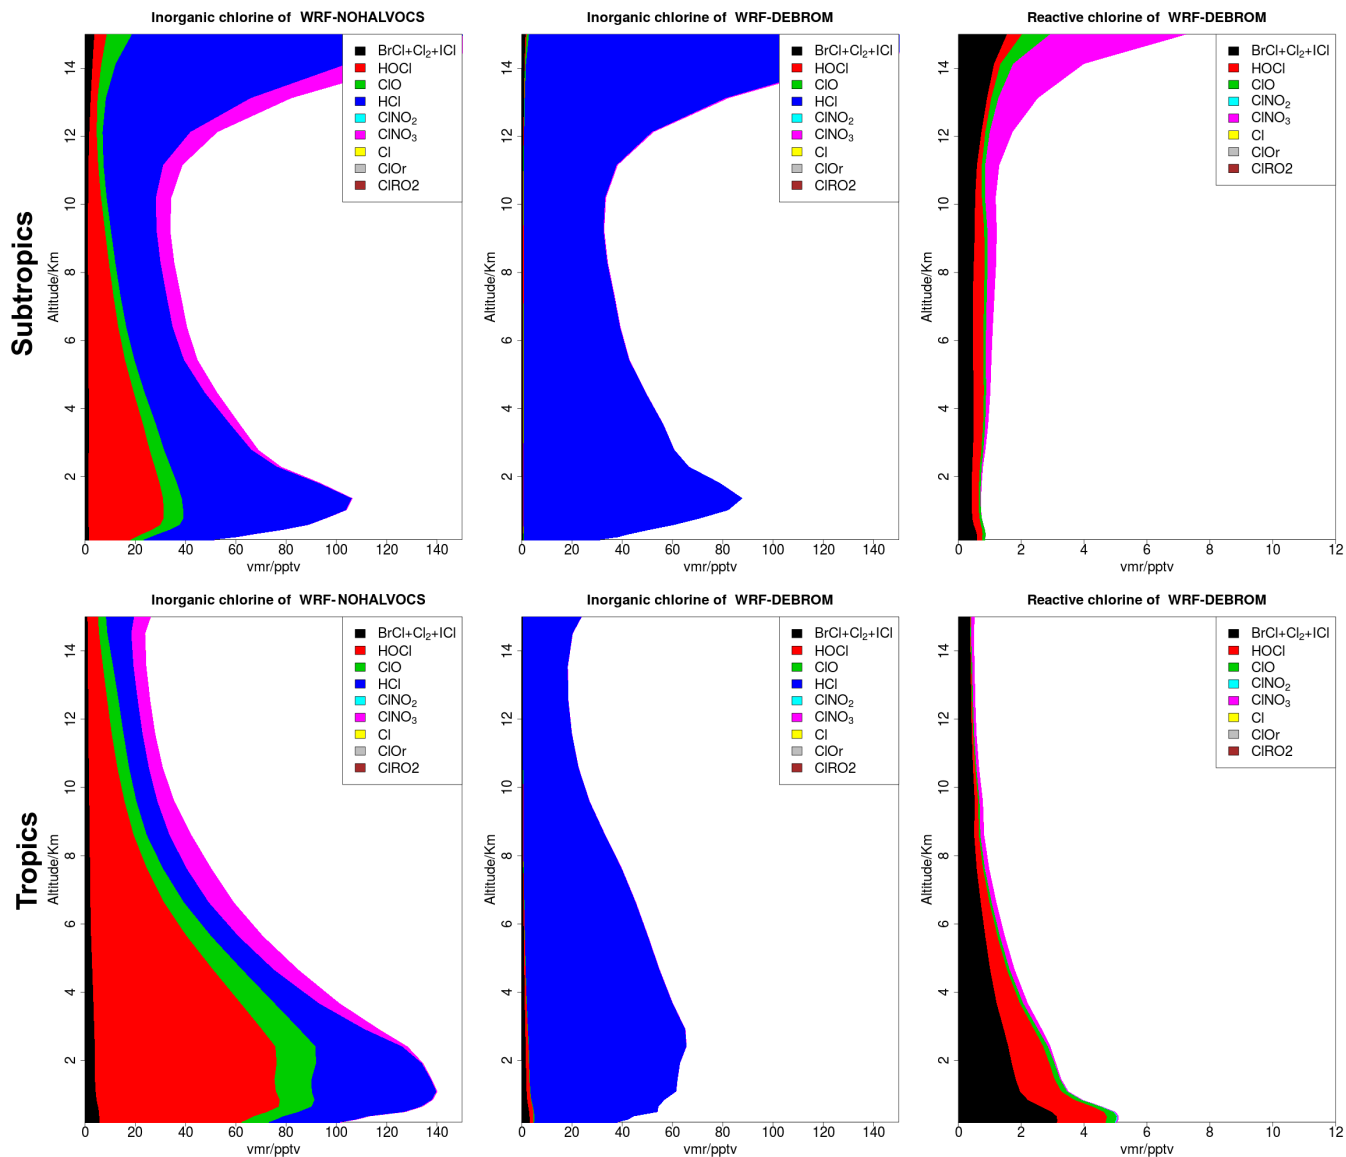 Inorganic chlorine of WRF-NOHALVOCS
Inorganic chlorine of WRF-DEBROM
Reactive chlorine of WRF-DEBROM
Subtropics
Altitude/Km
0 2 4 6 8 10 12 14
BrCl+Cl2+ICl
HOCl
ClO
HCl
ClNO2
ClNO3
Cl
ClOr
ClRO2
0 20 40 60 80 100 120 140
vmr/pptv
Altitude/Km
2 4 6 8 10 12 14
BrCl+Cl2+ICl
HOCl
ClO
HCl
ClNO2
ClNO3
Cl
ClOr
ClRO2
0 20 40 60 80 100 120 140
vmr/pptv
Altitude/Km
2 4 6 8 10 12 14
BrCl+Cl2+ICl
HOCl
ClO
ClNO2
ClNO3
Cl
ClOr
ClRO2
0 2 4 6 8 10 12
vmr/pptv
Inorganic chlorine of WRF-NOHALVOCS
Inorganic chlorine of WRF-DEBROM
Reactive chlorine of WRF-DEBROM
Tropics
Altitude/Km
2 4 6 8 10 12 14
BrCl+Cl2+ICl
HOCl
ClO
HCl
ClNO2
ClNO3
Cl
ClOr
ClRO2
0 20 40 60 80 100 120 140
vmr/pptv
Altitude/Km
2 4 6 8 10 12 14
BrCl+Cl2+ICl
HOCl
ClO
HCl
ClNO2
ClNO3
Cl
ClOr
ClRO2
0 20 40 60 80 100 120 140
vmr/pptv
Altitude/Km
2 4 6 8 10 12 14
BrCl+Cl2+ICl
HOCl
ClO
ClNO2
ClNO3
Cl
ClOr
ClRO2
0 2 4 6 8 10 12
vmr/pptv